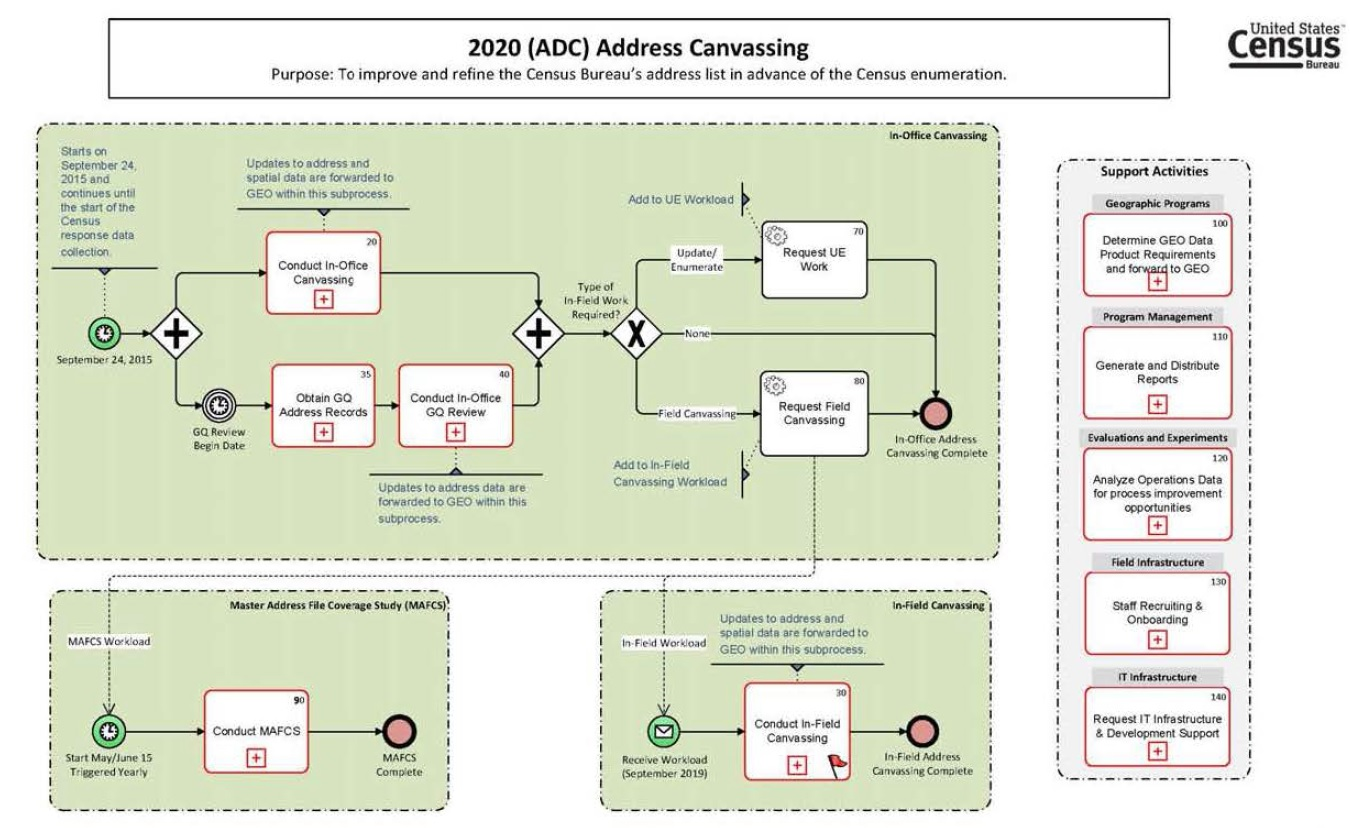 2020 (ADC) Address Canvassing
Purpose: To improve and refine the Census Bureau's address list in advance of the Census enumeration.
United States™
Census
Bureau
In-Office Canvassing
Starts on
September 24,
2015 and
continues until
the start of the
Census
response data
collection.
September 24, 2015
Updates to address and
spatial data are forwarded to
GEO within this subprocess.
20
Conduct In-Office
Canvassing
GQ Review
Begin Date
35
Obtain GQ
Address Records
40
Conduct In-Office
GQ Review
Updates to address data are
forwarded to GEO within this
subprocess.
Type of
In-Field Work
Required?
X
Add to UE Workload
Update/
Enumerate
70
Request UE
Work
None
Field Canvassing
80
Request Field
Canvassing
Add to In-Field
Canvassing Workload
In-Office Address
Canvassing Complete
Master Address File Coverage Study (MAFCS)
MAFCS Workload
Start May/June 15
Triggered Yearly
90
Conduct MAFCS
MAFCS
Complete
In-Field Canvassing
In-Field Workload
Updates to address and
spatial data are forwarded to
GEO within this subprocess.
Receive Workload
(September 2019)
30
Conduct In-Field
Canvassing
In-Field Address
Canvassing Complete
Support Activities
Geographic Programs
100
Determine GEO Data
Product Requirements
and forward to GEO
Program Management
110
Generate and Distribute
Reports
Evaluations and Experiments
120
Analyze Operations Data
for process improvement
opportunities
Field Infrastructure
130
Staff Recruiting &
Onboarding
IT Infrastructure
140
Request IT Infrastructure
& Development Support